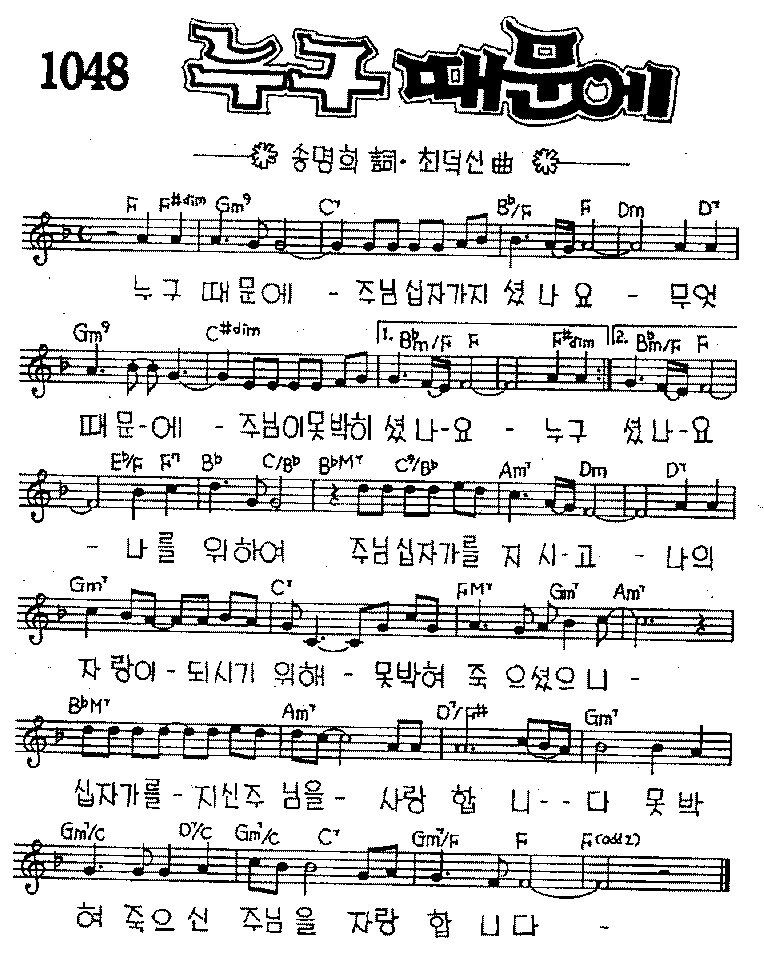 1048 누구 때문에
송명희 詞 · 최덕신 曲
F F#dim Gm9 C7 Bb/F F Dm D7
누구 때문에 - 주님십자가지 셨 나 요 - 무엇
Gm9 C#dim 1. Bbm/F F F#dim 2. Bbm/F F
때문-에 - 주님이못박히 셨 나-요 - 누구 셨 나-요
Eb/F F7 Bb C/Bb BbM7 C9/Bb Am7 Dm D7
- 나를 위하여 주님십자가를 지 시-고 - 나의
Gm7 C7 FM7 Gm7 Am7
자 랑이-되시기 위해- 못박혀 죽 으셨으니 -
BbM7 Am7 D7/F# Gm7
십자가를-지신주 님을- 사랑 합 니--다 못 박
Gm7/C D7/C Gm7/C C7 Gm7/F F F(add2)
혀 죽으 신 주님을 자랑 합 니다 -